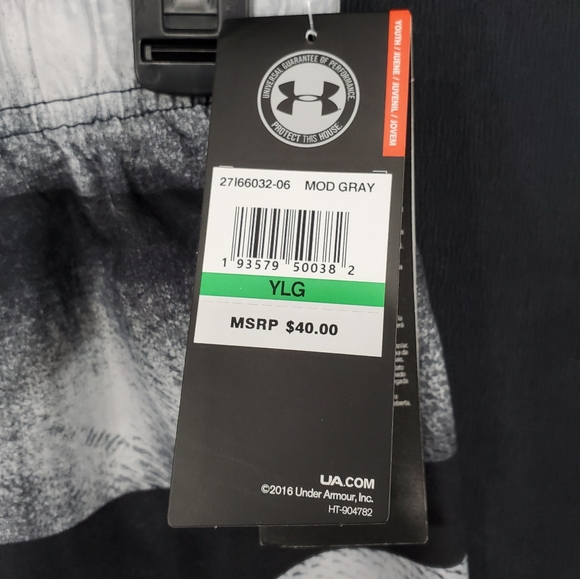 UNIVERSAL GUARANTEE OF PERFORMANCE
PROTECT THIS HOUSE
YOUTH / JEUNE / JUVENIL / JOVEM
27I66032-06 MOD GRAY
1 93579 50038 2
YLG
MSRP $40.00
UA.COM
©2016 Under Armour, Inc.
HT-904782